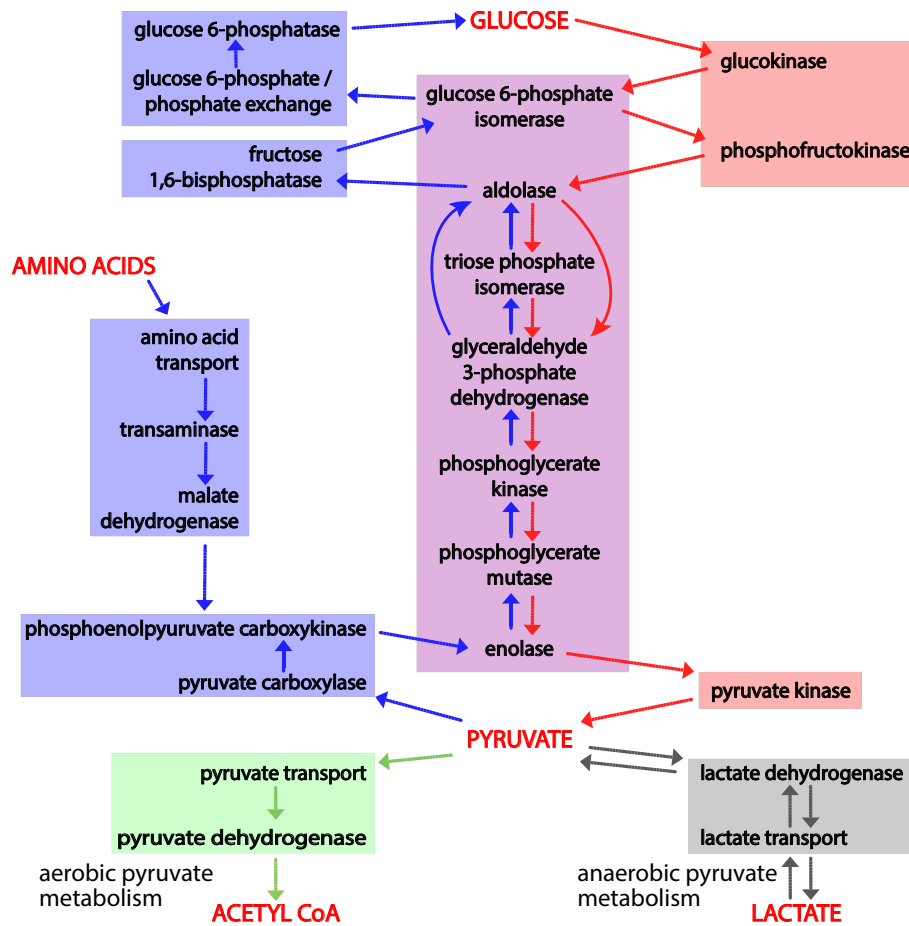 glucose 6-phosphatase
GLUCOSE
glucokinase
glucose 6-phosphate /
phosphate exchange
glucose 6-phosphate
isomerase
fructose
1,6-bisphosphatase
phosphofructokinase
aldolase
AMINO ACIDS
triose phosphate
isomerase
amino acid
transport
glyceraldehyde
3-phosphate
dehydrogenase
transaminase
phosphoglycerate
kinase
malate
dehydrogenase
phosphoglycerate
mutase
phosphoenolpyuruvate carboxykinase
enolase
pyruvate carboxylase
pyruvate kinase
PYRUVATE
pyruvate transport
lactate dehydrogenase
pyruvate dehydrogenase
lactate transport
aerobic pyruvate
metabolism
anaerobic pyruvate
metabolism
ACETYL CoA
LACTATE